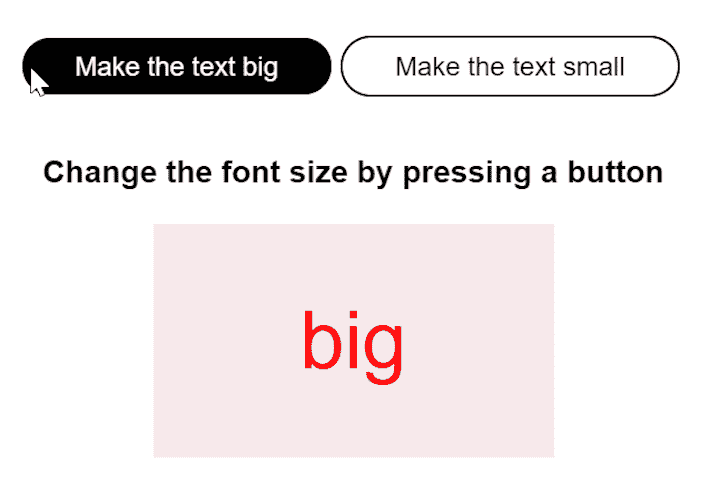 Make the text big
Make the text small
Change the font size by pressing a button
big